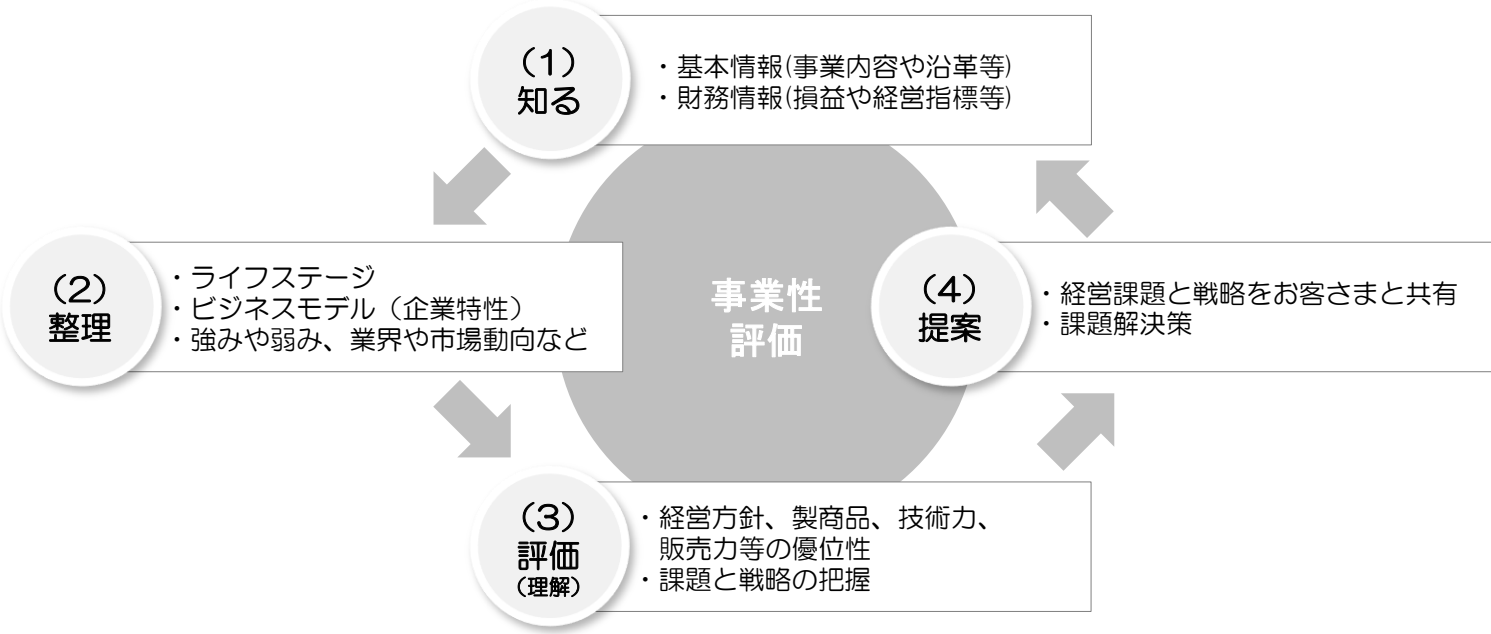 (1)
知る
・基本情報(事業内容や沿革等)
・財務情報(損益や経営指標等)
(2)
整理
・ライフステージ
・ビジネスモデル（企業特性）
・強みや弱み、業界や市場動向など
事業性
評価
(4)
提案
・経営課題と戦略をお客さまと共有
・課題解決策
(3)
評価
(理解)
・経営方針、製商品、技術力、
販売力等の優位性
・課題と戦略の把握